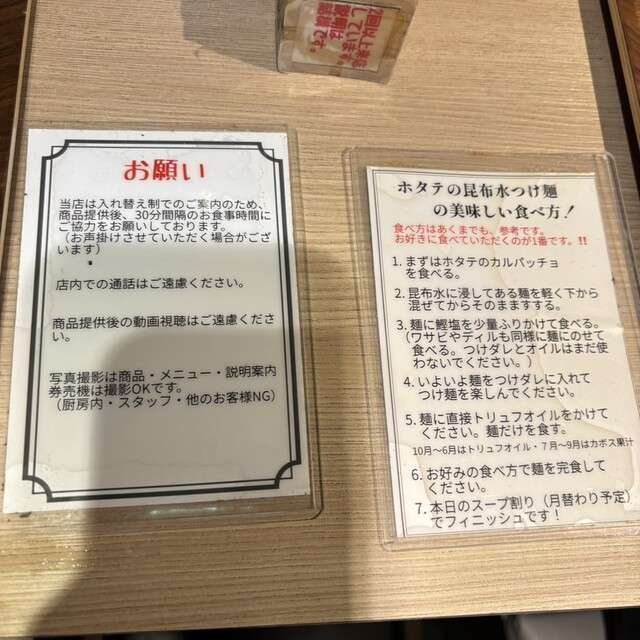 2回以上来店
している方は
説明は
最後です。
お願い
当店は入れ替え制でのご案内のため、
商品提供後、30分間隔のお食事時間に
ご協力をお願いしております。
（お声掛けさせていただく場合がござ
います）
店内での通話はご遠慮ください。
商品提供後の動画視聴はご遠慮くださ
い。
写真撮影は商品・メニュー・説明案内
券売機は撮影OKです。
（厨房内・スタッフ・他のお客様NG）
ホタテの昆布水つけ麺
の美味しい食べ方！
食べ方はあくまでも、参考です。
お好きに食べていただくのが1番です。!!
1. まずはホタテのカルパッチョ
を食べる。
2. 昆布水に浸してある麺を軽く下から
混ぜてからそのまますする。
3. 麺に鰹塩を少量ふりかけて食べる。
（ワサビやディルも同様に麺にのせて
食べる。つけダレとオイルはまだ使
わないでください。）
4. いよいよ麺をつけダレに入れて
つけ麺を楽しんでください。
5. 麺に直接トリュフオイルをかけて
ください。麺だけを食す。
10月〜6月はトリュフオイル・7月〜9月はカボス果汁
6. お好みの食べ方で麺を完食して
ください。
7. 本日のスープ割り（月替わり予定）
でフィニッシュです！